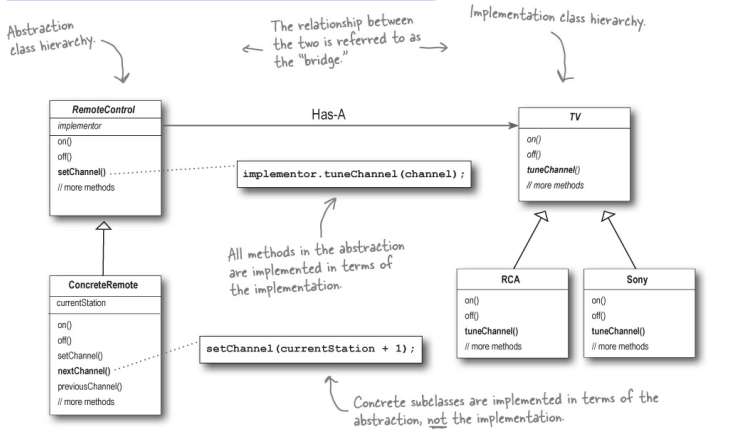 Abstraction
class hierarchy.
The relationship between
the two is referred to as
the "bridge."
Implementation class hierarchy.
RemoteControl
implementor
on()
off()
setChannel()
// more methods
Has-A
TV
on()
off()
tuneChannel()
// more methods
implementor.tuneChannel(channel);
All methods in the abstraction
are implemented in terms of
the implementation.
ConcreteRemote
currentStation
on()
off()
setChannel()
nextChannel()
previousChannel()
// more methods
RCA
on()
off()
tuneChannel()
// more methods
Sony
on()
off()
tuneChannel()
// more methods
setChannel(currentStation + 1);
Concrete subclasses are implemented in terms of the
abstraction, not the implementation.